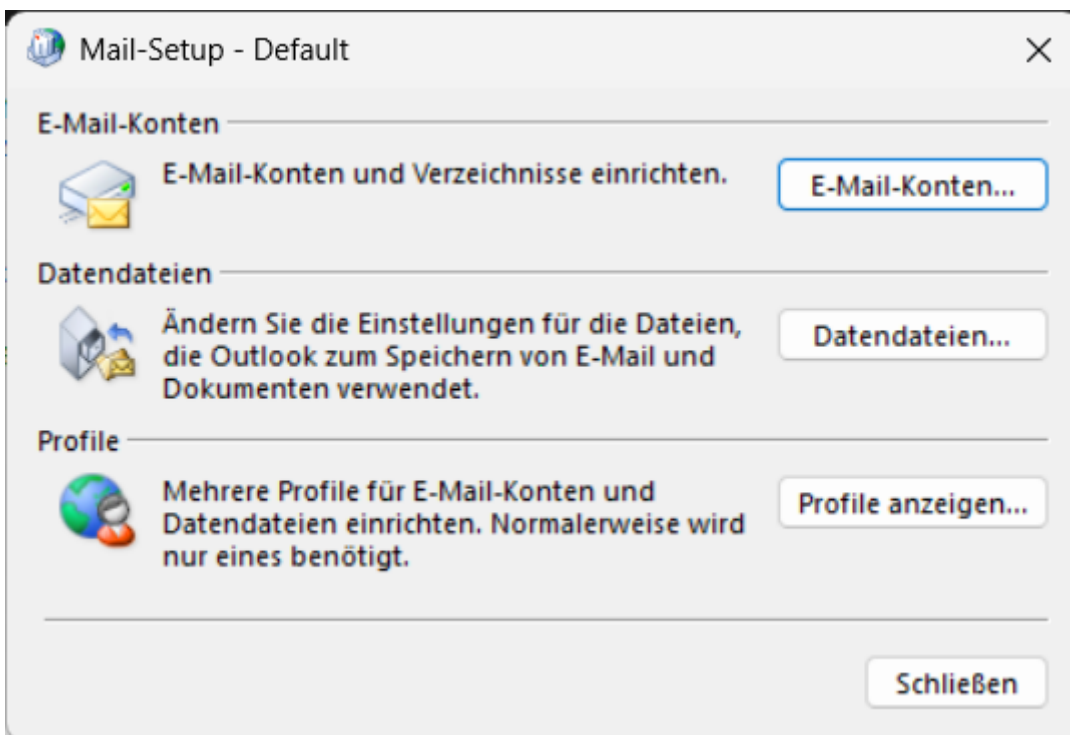 Mail-Setup - Default
E-Mail-Konten
E-Mail-Konten und Verzeichnisse einrichten.
E-Mail-Konten...
Datendateien
Ändern Sie die Einstellungen für die Dateien,
die Outlook zum Speichern von E-Mail und
Dokumenten verwendet.
Datendateien...
Profile
Mehrere Profile für E-Mail-Konten und
Datendateien einrichten. Normalerweise wird
nur eines benötigt.
Profile anzeigen...
Schließen